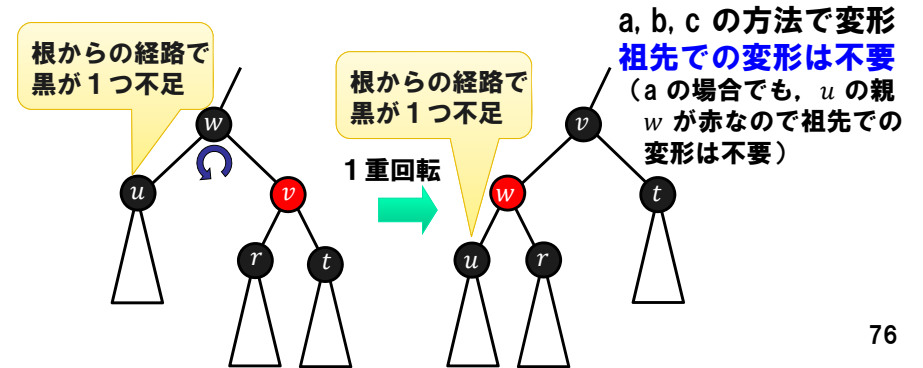 根からの経路で
黒が１つ不足
w
u
v
r
t
１重回転
根からの経路で
黒が１つ不足
v
w
t
u
r
a, b, c の方法で変形
祖先での変形は不要
（a の場合でも，u の親
w が赤なので祖先での
変形は不要）
76